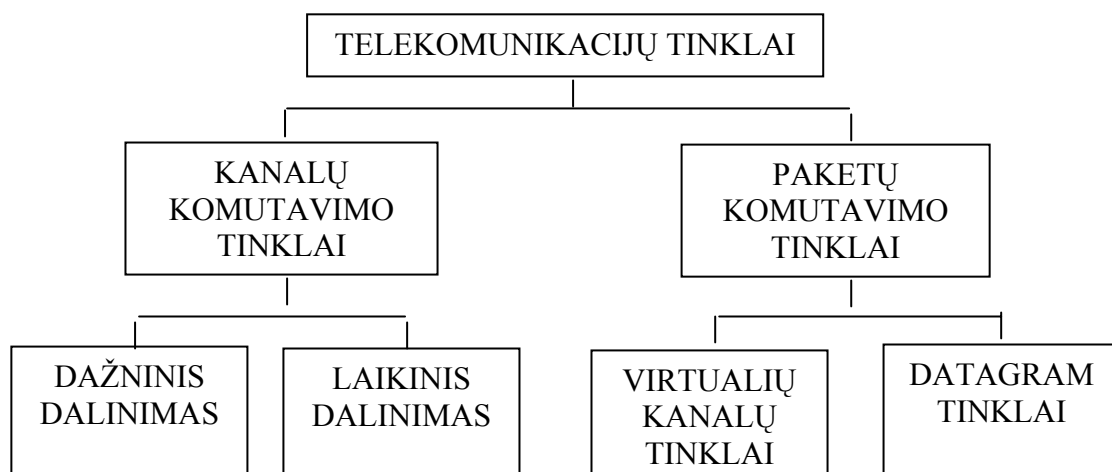 TELEKOMUNIKACIJŲ TINKLAI
KANALŲ
KOMUTAVIMO
TINKLAI
PAKETŲ
KOMUTAVIMO
TINKLAI
DAŽNINIS
DALINIMAS
LAIKINIS
DALINIMAS
VIRTUALIŲ
KANALŲ
TINKLAI
DATAGRAM
TINKLAI